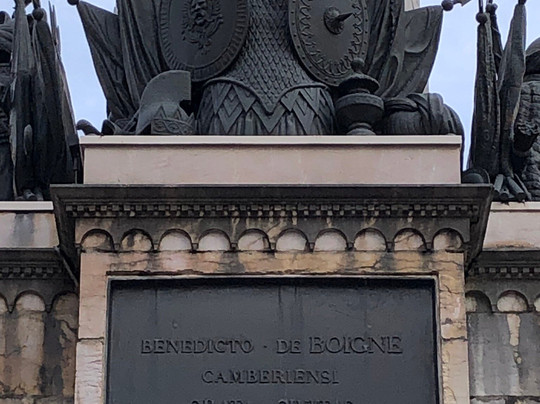 BENEDICTO · DE BOIGNE
CAMBERIENSI